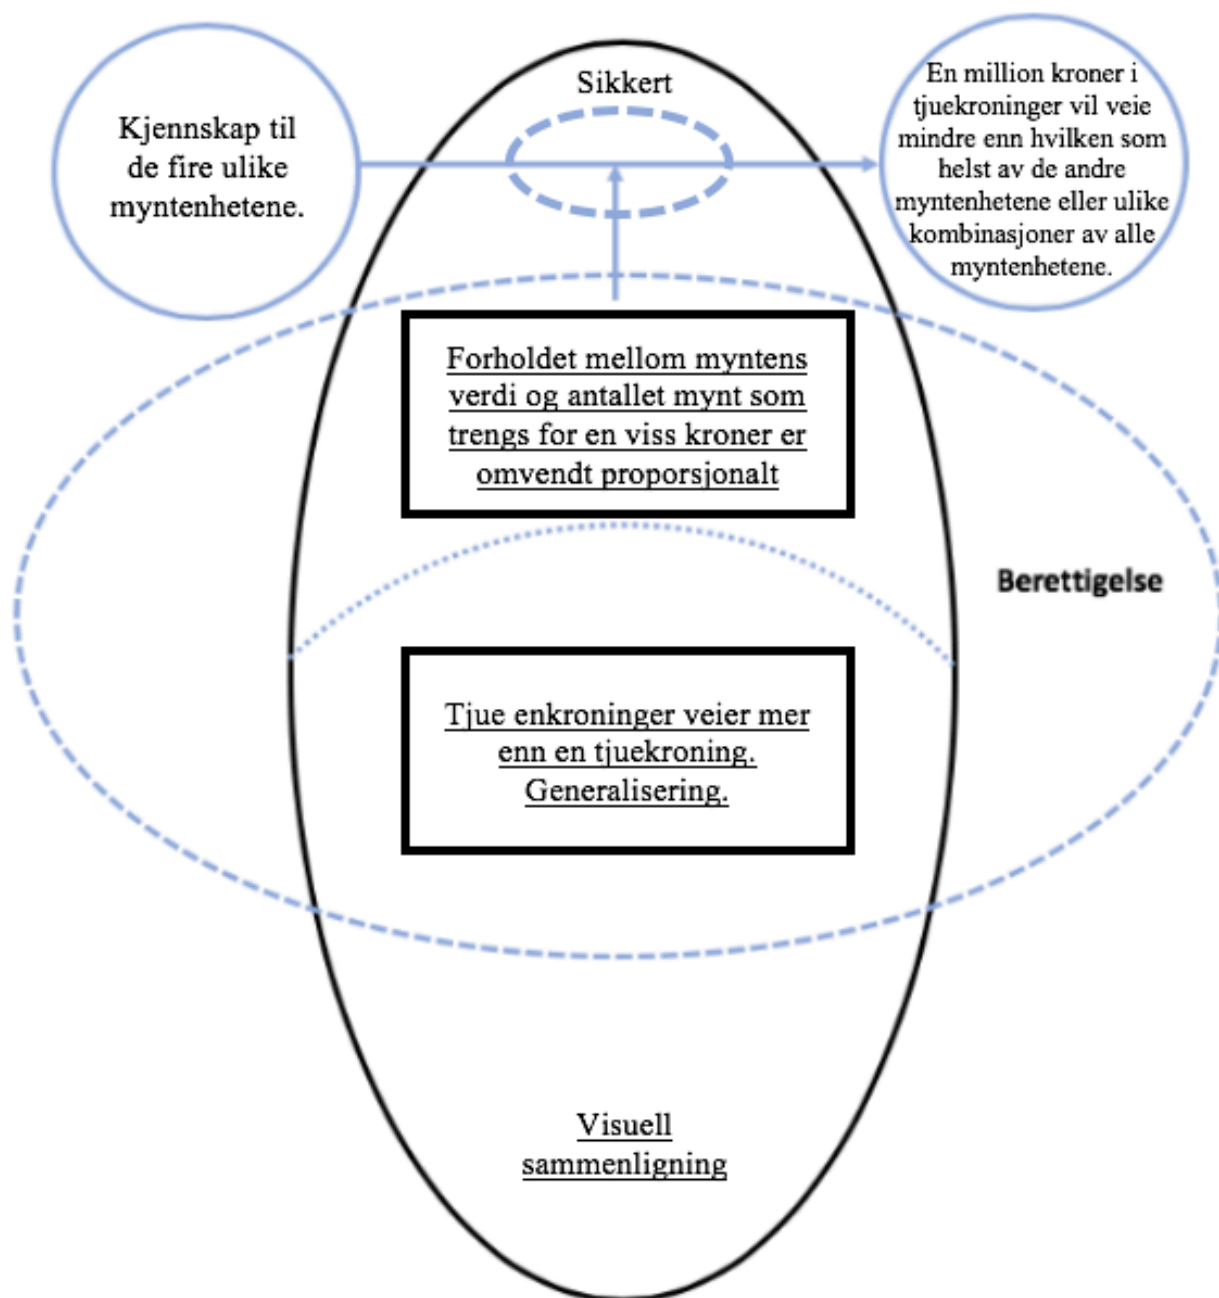 Sikkert
Kjennskap til
de fire ulike
myntenhetene.
En million kroner i
tjuekroninger vil veie
mindre enn hvilken som
helst av de andre
myntenhetene eller ulike
kombinasjoner av alle
myntenhetene.
Forholdet mellom myntens
verdi og antallet mynt som
trengs for en viss kroner er
omvendt proporsjonalt
Berettigelse
Tjue enkroninger veier mer
enn en tjuekroning.
Generalisering.
Visuell
sammenligning